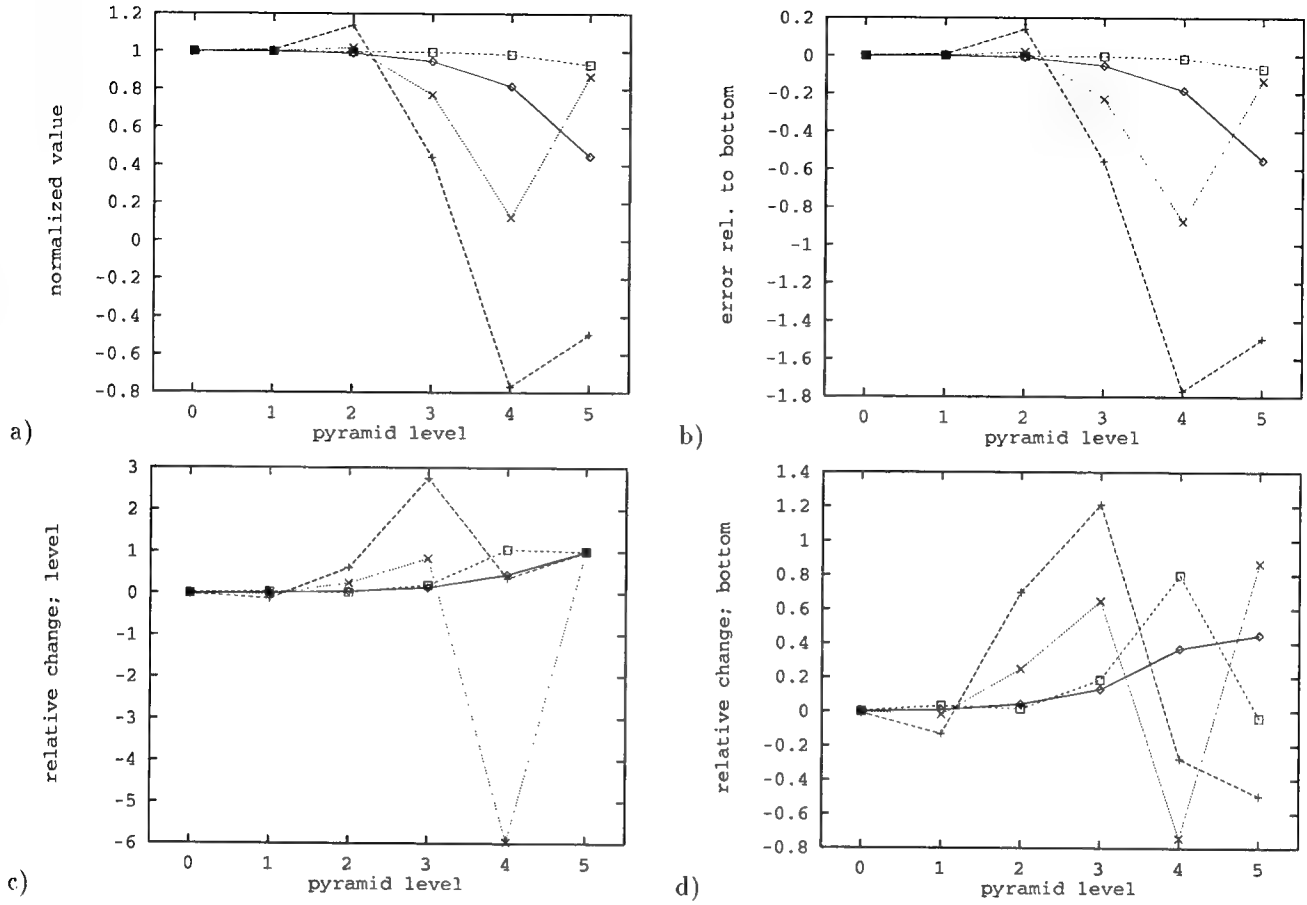 normalized value
1.2
1
0.8
0.6
0.4
0.2
0
-0.2
-0.4
-0.6
-0.8
0 1 2 3 4 5
pyramid level
a)
error rel. to bottom
0.2
0
-0.2
-0.4
-0.6
-0.8
-1
-1.2
-1.4
-1.6
-1.8
0 1 2 3 4 5
pyramid level
b)
relative change; level
3
2
1
0
-1
-2
-3
-4
-5
-6
0 1 2 3 4 5
pyramid level
c)
relative change; bottom
1.4
1.2
1
0.8
0.6
0.4
0.2
0
-0.2
-0.4
-0.6
-0.8
0 1 2 3 4 5
pyramid level
d)